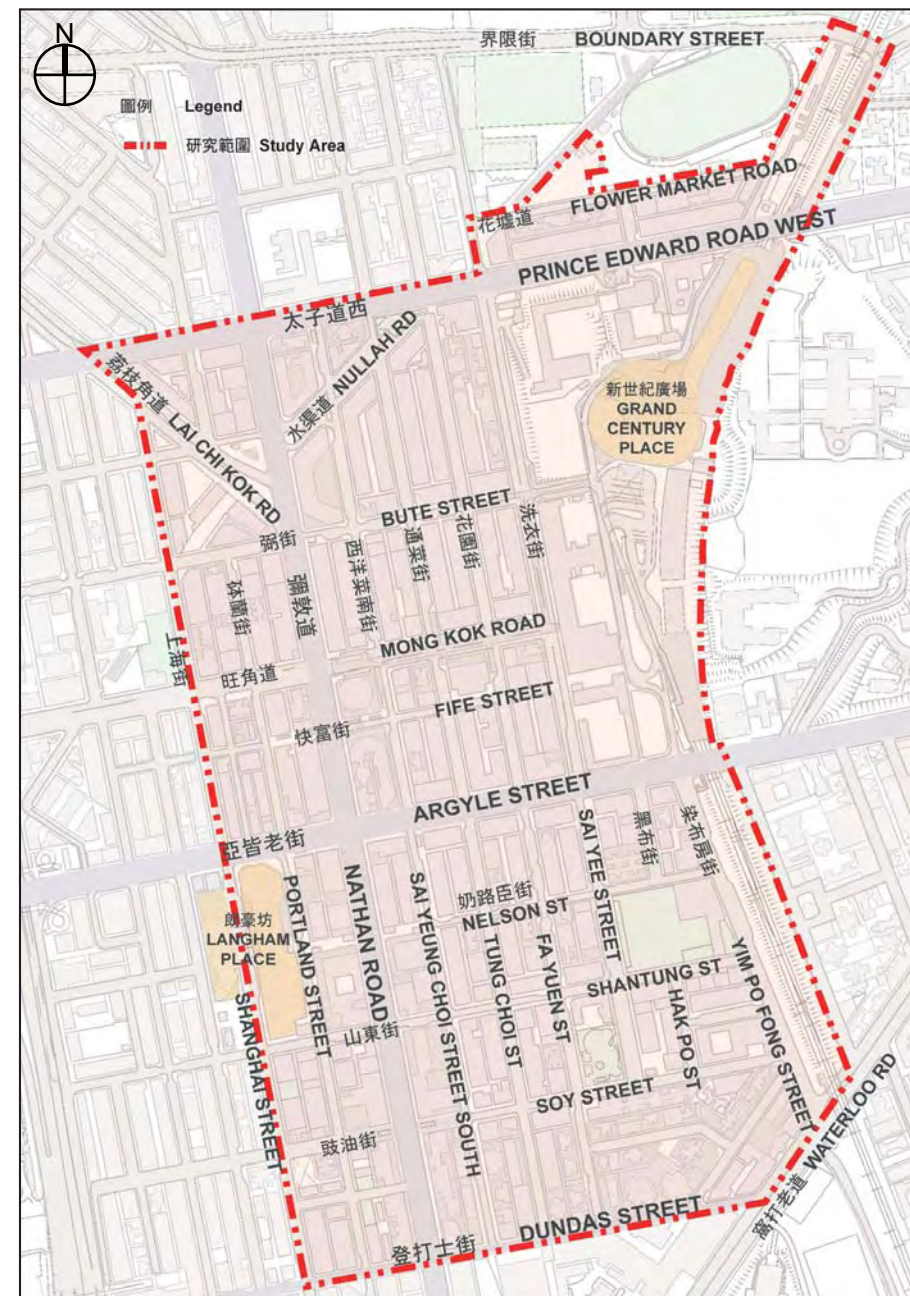 N
界限街 BOUNDARY STREET
圖例 Legend
研究範圍 Study Area
花墟道 FLOWER MARKET ROAD
太子道西 PRINCE EDWARD ROAD WEST
荔枝角道 LAI CHI KOK RD
水渠道 NULLAH RD
新世紀廣場
GRAND
CENTURY
PLACE
弼街 BUTE STREET
砵蘭街
彌敦道
西洋菜南街
通菜街
花園街
洗衣街
上海街
旺角道 MONG KOK ROAD
快富街 FIFE STREET
亞皆老街 ARGYLE STREET
朗豪坊
LANGHAM
PLACE
SHANGHAI STREET
PORTLAND STREET
NATHAN ROAD
SAI YEUNG CHOI STREET SOUTH
奶路臣街
NELSON ST
TUNG CHOI ST
FA YUEN ST
SAI YEE STREET
黑布街
染布房街
山東街 SHANTUNG ST
HAK PO ST
YIM PO FONG STREET
豉油街 SOY STREET
登打士街 DUNDAS STREET
窩打老道 WATERLOO RD